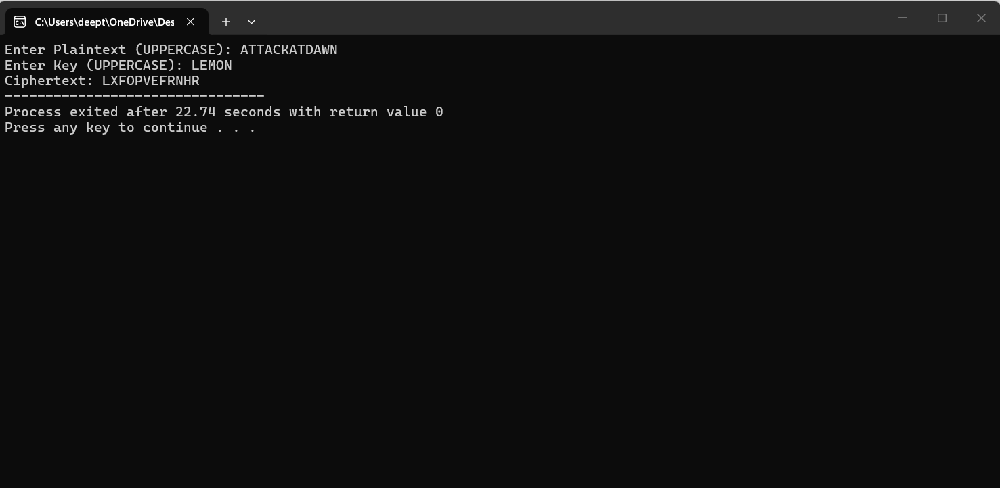 C:\Users\deept\OneDrive\Des
Enter Plaintext (UPPERCASE): ATTACKATDAWN
Enter Key (UPPERCASE): LEMON
Ciphertext: LXFOPVEFRNHR
--------------------------------
Process exited after 22.74 seconds with return value 0
Press any key to continue . . .